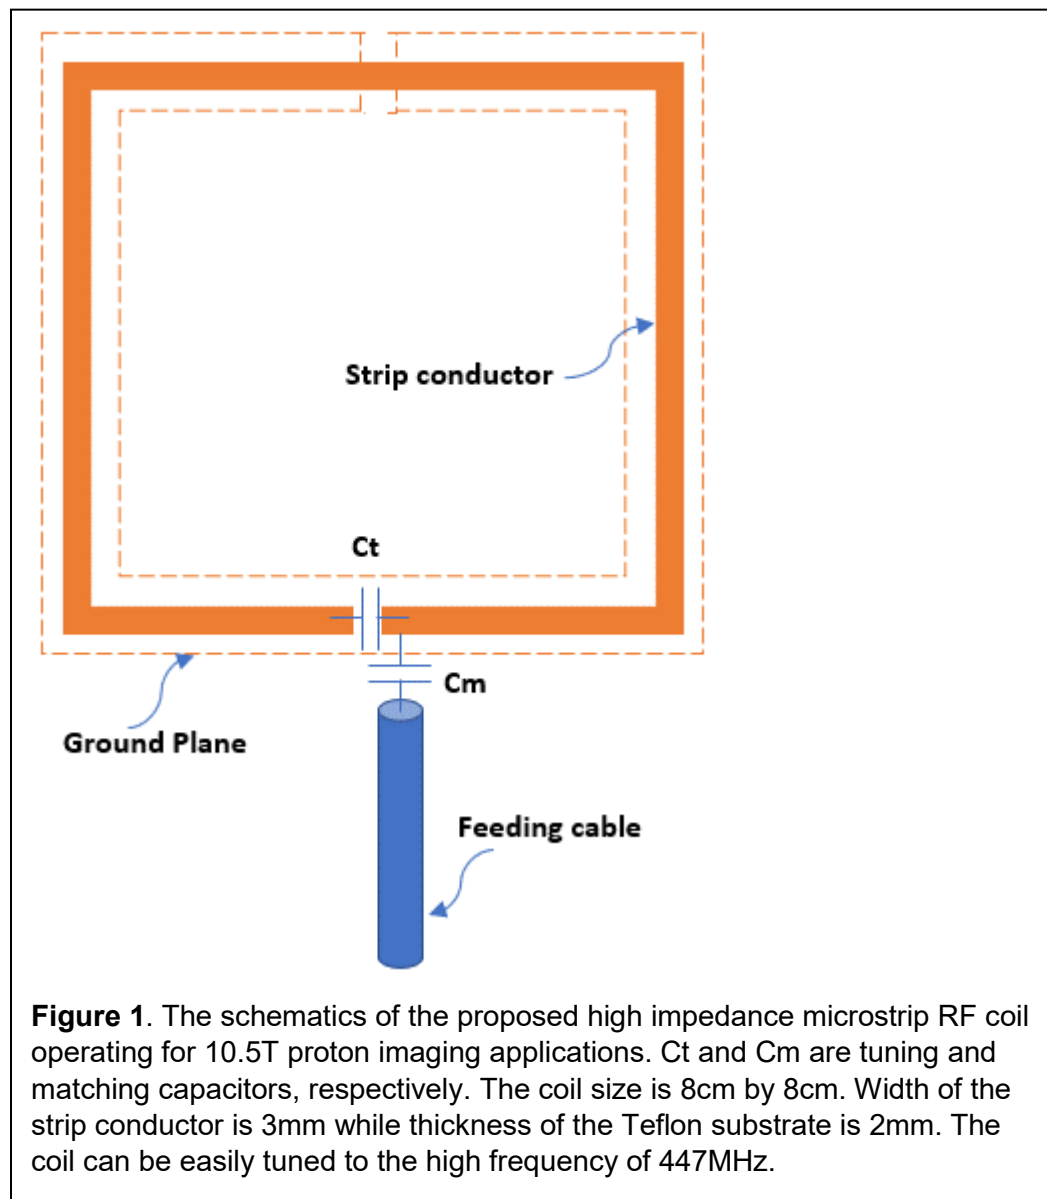 Strip conductor
Ct
Cm
Ground Plane
Feeding cable
Figure 1. The schematics of the proposed high impedance microstrip RF coil
operating for 10.5T proton imaging applications. Ct and Cm are tuning and
matching capacitors, respectively. The coil size is 8cm by 8cm. Width of the
strip conductor is 3mm while thickness of the Teflon substrate is 2mm. The
coil can be easily tuned to the high frequency of 447MHz.